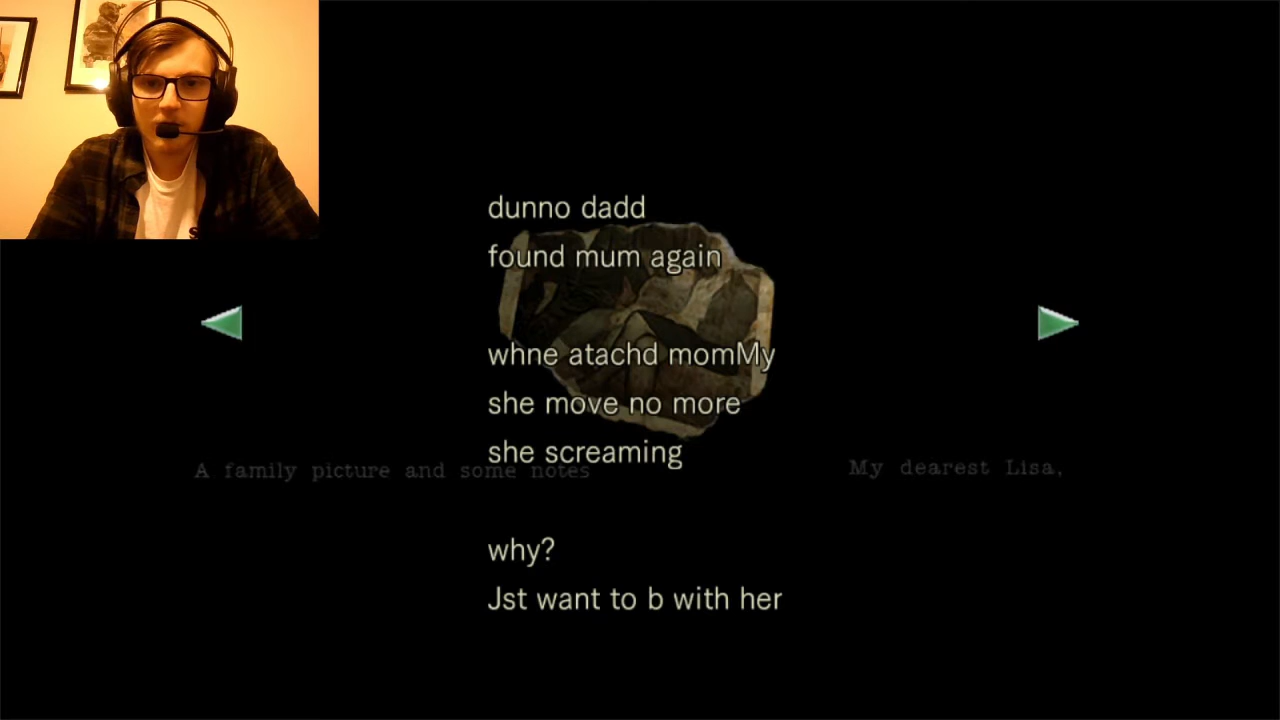 dunno dadd
found mum again
whne atachd momMy
she move no more
she screaming
A family picture and some notes
My dearest Lisa,
why?
Jst want to b with her